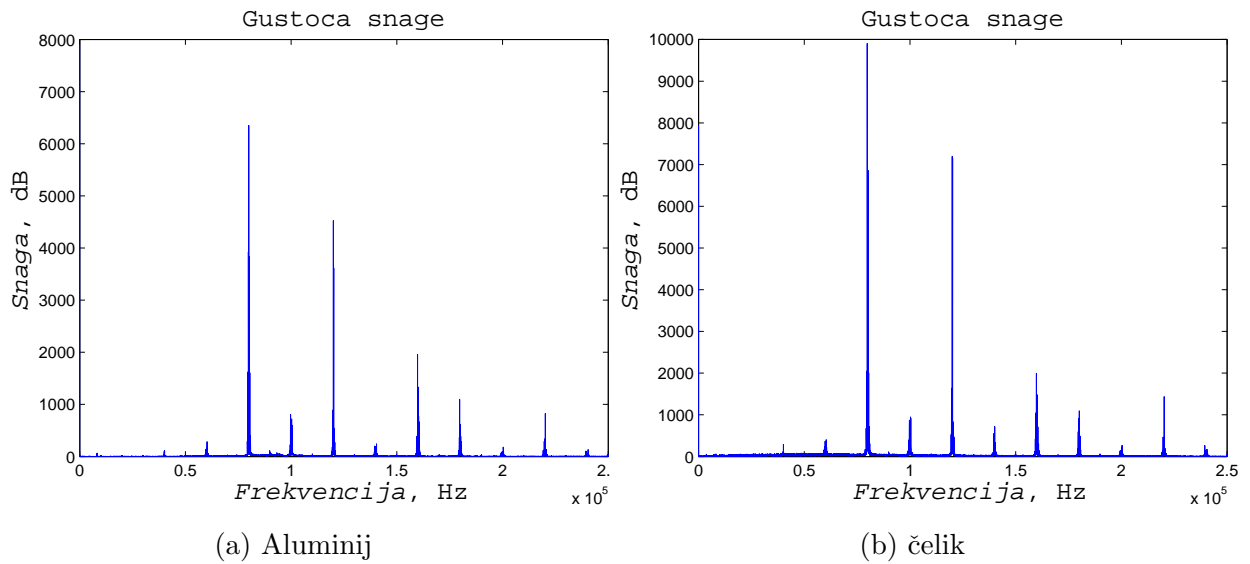 Gustoca snage
8000
7000
6000
5000
4000
3000
2000
1000
0
Snaga, dB
0 0.5 1 1.5 2 2.
x 10^5
Frekvencija, Hz
(a) Aluminij
Gustoca snage
10000
9000
8000
7000
6000
5000
4000
3000
2000
1000
0
Snaga, dB
0 0.5 1 1.5 2 2.5
x 10^5
Frekvencija, Hz
(b) čelik